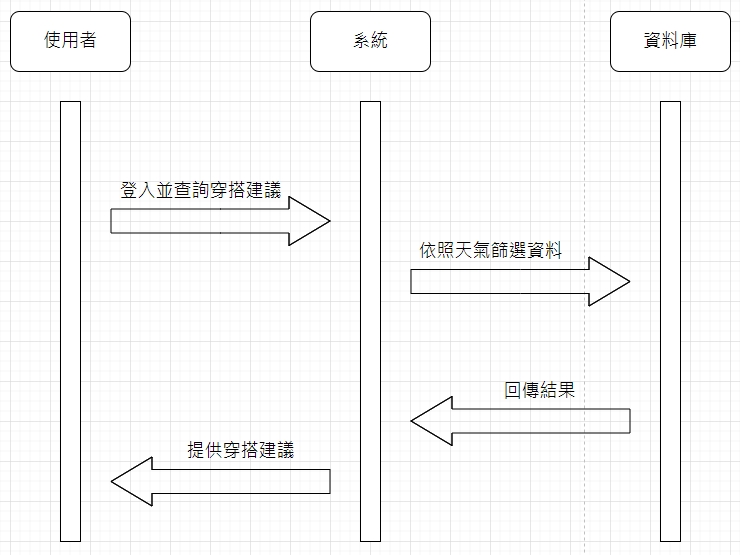 使用者
系統
資料庫
登入並查詢穿搭建議
依照天氣篩選資料
回傳結果
提供穿搭建議